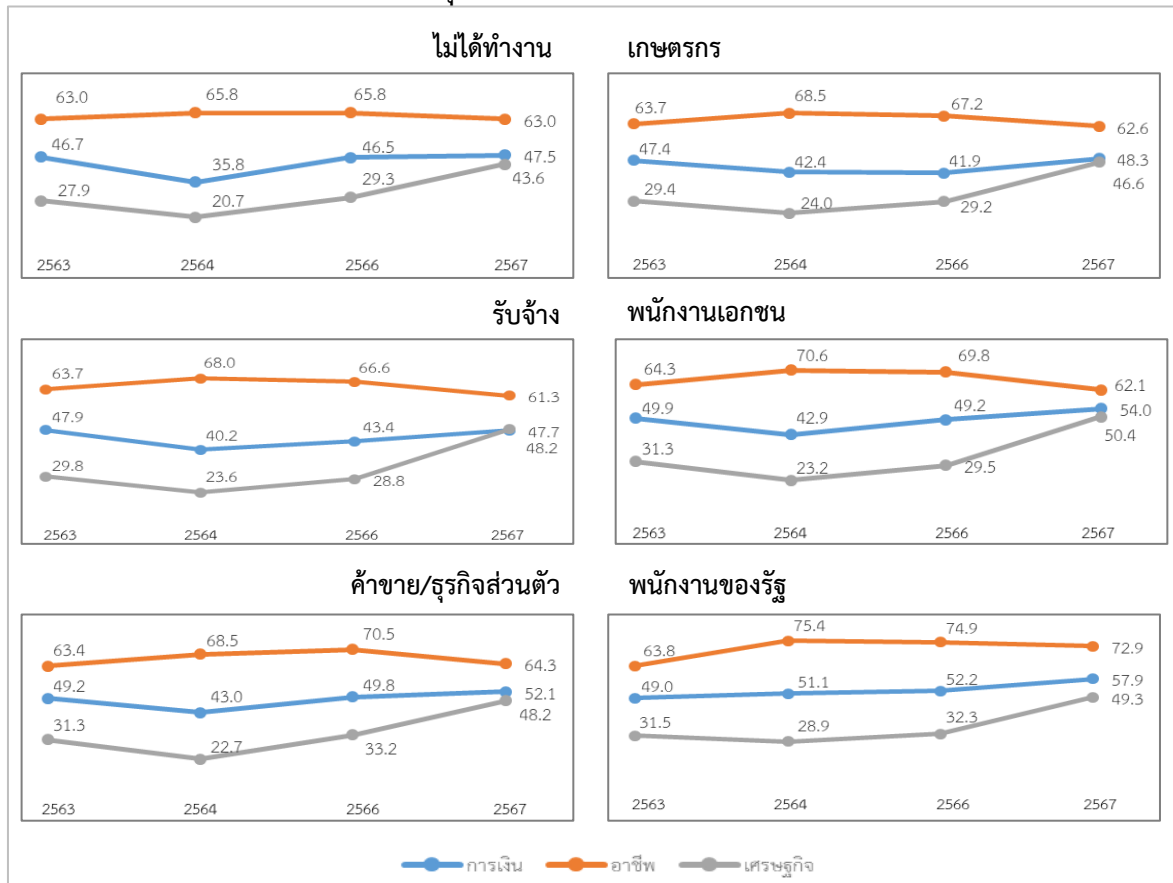 ไม่ได้ทำงาน เกษตรกร
63.0 65.8 65.8 63.0
46.7 35.8 46.5 47.5
27.9 20.7 29.3 43.6
2563 2564 2566 2567
63.7 68.5 67.2 62.6
47.4 42.4 41.9 48.3
29.4 24.0 29.2 46.6
2563 2564 2566 2567
รับจ้าง พนักงานเอกชน
63.7 68.0 66.6 61.3
47.9 40.2 43.4 47.7
29.8 23.6 28.8 48.2
2563 2564 2566 2567
64.3 70.6 69.8 62.1
49.9 42.9 49.2 54.0
31.3 23.2 29.5 50.4
2563 2564 2566 2567
ค้าขาย/ธุรกิจส่วนตัว พนักงานของรัฐ
63.4 68.5 70.5 64.3
49.2 43.0 49.8 52.1
31.3 22.7 33.2 48.2
2563 2564 2566 2567
63.8 75.4 74.9 72.9
49.0 51.1 52.2 57.9
31.5 28.9 32.3 49.3
2563 2564 2566 2567
การเงิน อาชีพ เศรษฐกิจ